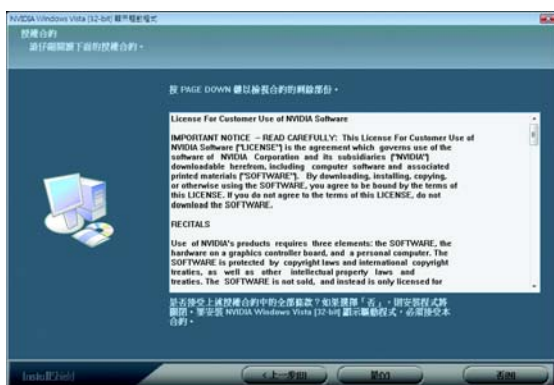 NVIDIA Windows Vista (32-bit) 顯示驅動程式
授權合約
請仔細閱讀下面的授權合約。
按 PAGE DOWN 鍵以檢視合約的剩餘部份。
License For Customer Use of NVIDIA Software
IMPORTANT NOTICE – READ CAREFULLY: This License For Customer Use of
NVIDIA Software ("LICENSE") is the agreement which governs use of the
software of NVIDIA Corporation and its subsidiaries ("NVIDIA")
downloadable herefrom, including computer software and associated
printed materials ("SOFTWARE"). By downloading, installing, copying,
or otherwise using the SOFTWARE, you agree to be bound by the terms of
this LICENSE. If you do not agree to the terms of this LICENSE, do not
download the SOFTWARE.
RECITALS
Use of NVIDIA's products requires three elements: the SOFTWARE, the
hardware on a graphics controller board, and a personal computer. The
SOFTWARE is protected by copyright laws and international copyright
treaties, as well as other intellectual property laws and
treaties. The SOFTWARE is not sold, and instead is only licensed for
是否接受上述授權合約中的全部條款？如果選擇「否」，則安裝程式將
關閉。要安裝 NVIDIA Windows Vista (32-bit) 顯示驅動程式，必須接受本
合約。
InstallShield
< 上一步(B)
是(Y)
否(N)